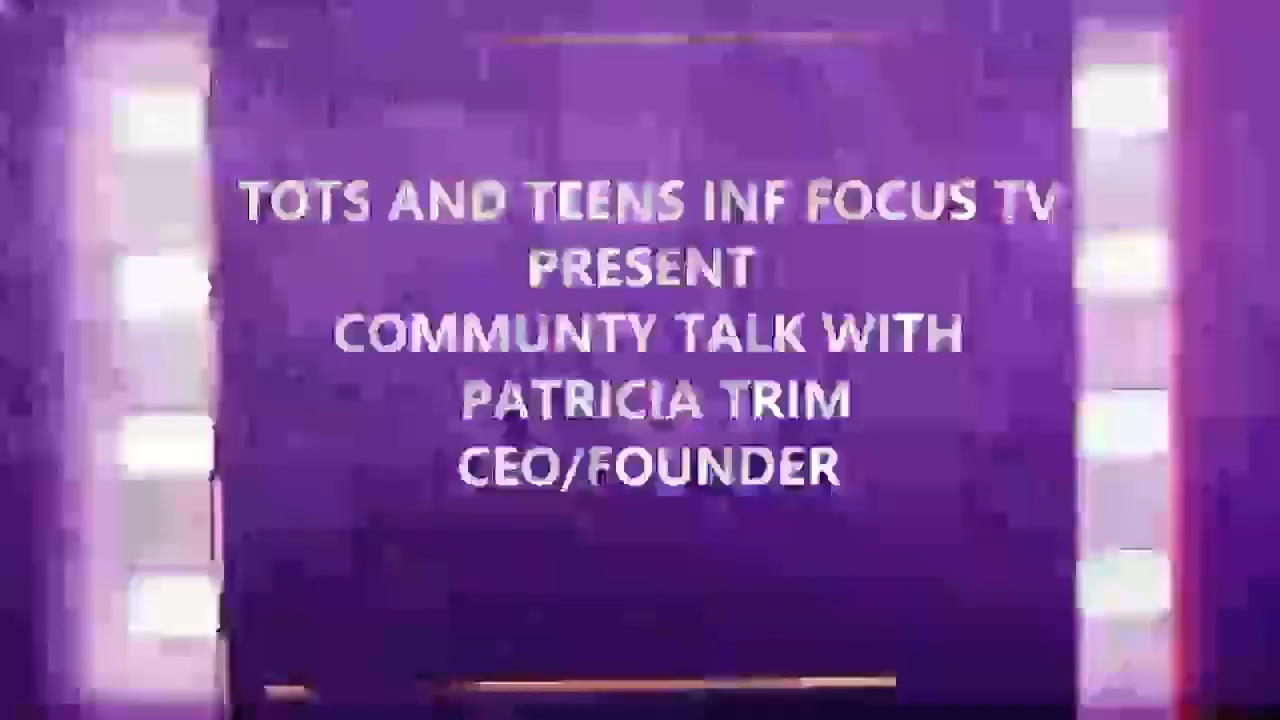 TOTS AND TEENS INF FOCUS TV
PRESENT
COMMUNTY TALK WITH
PATRICIA TRIM
CEO/FOUNDER